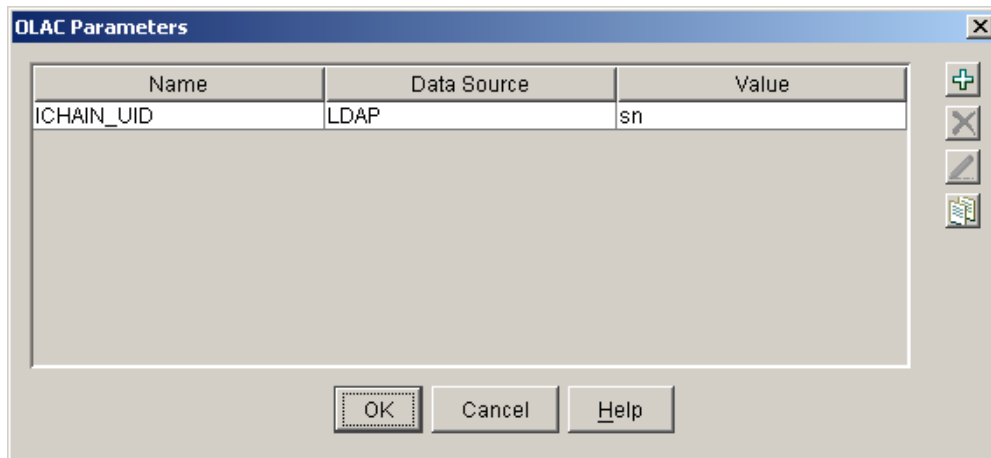 OLAC Parameters
Name Data Source Value
ICHAIN_UID LDAP sn
OK Cancel Help